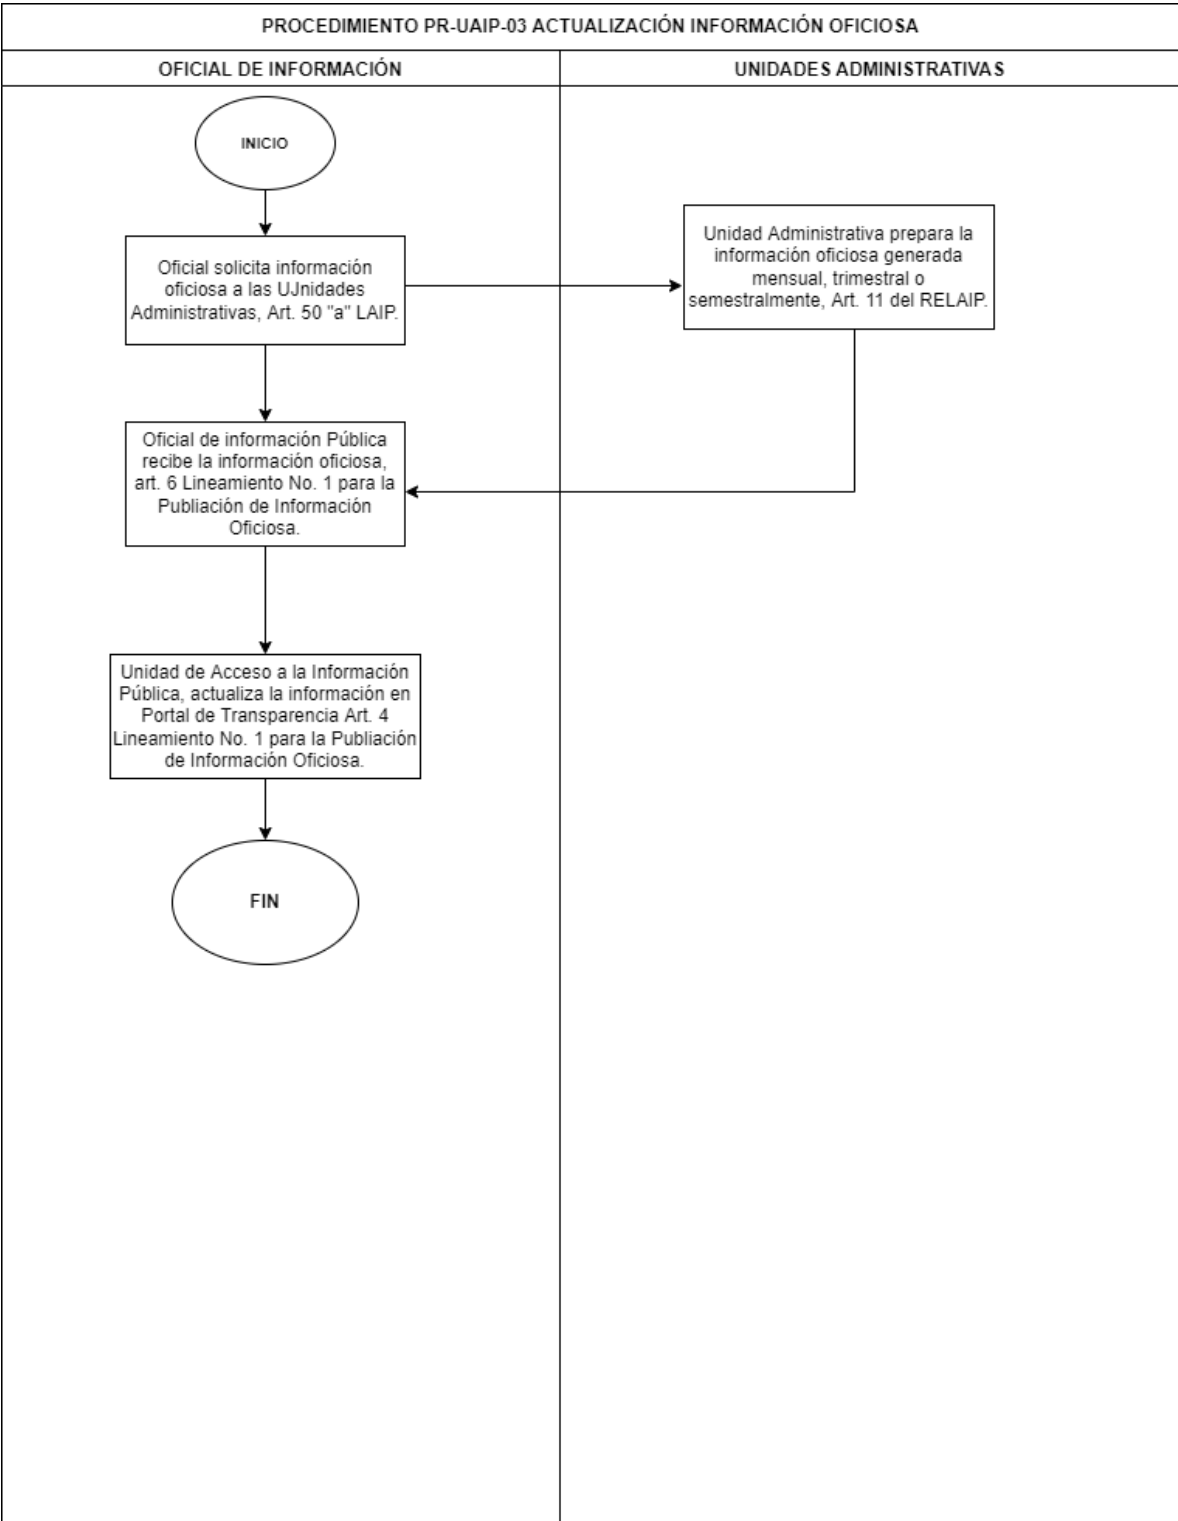 PROCEDIMIENTO PR-UAIP-03 ACTUALIZACIÓN INFORMACIÓN OFICIOSA
OFICIAL DE INFORMACIÓN
UNIDADES ADMINISTRATIVAS
INICIO
Oficial solicita información
oficiosa a las UJnidades
Administrativas, Art. 50 "a" LAIP.
Unidad Administrativa prepara la
información oficiosa generada
mensual, trimestral o
semestralmente, Art. 11 del RELAIP.
Oficial de información Pública
recibe la información oficiosa,
art. 6 Lineamiento No. 1 para la
Publiación de Información
Oficiosa.
Unidad de Acceso a la Información
Pública, actualiza la información en
Portal de Transparencia Art. 4
Lineamiento No. 1 para la Publiación
de Información Oficiosa.
FIN